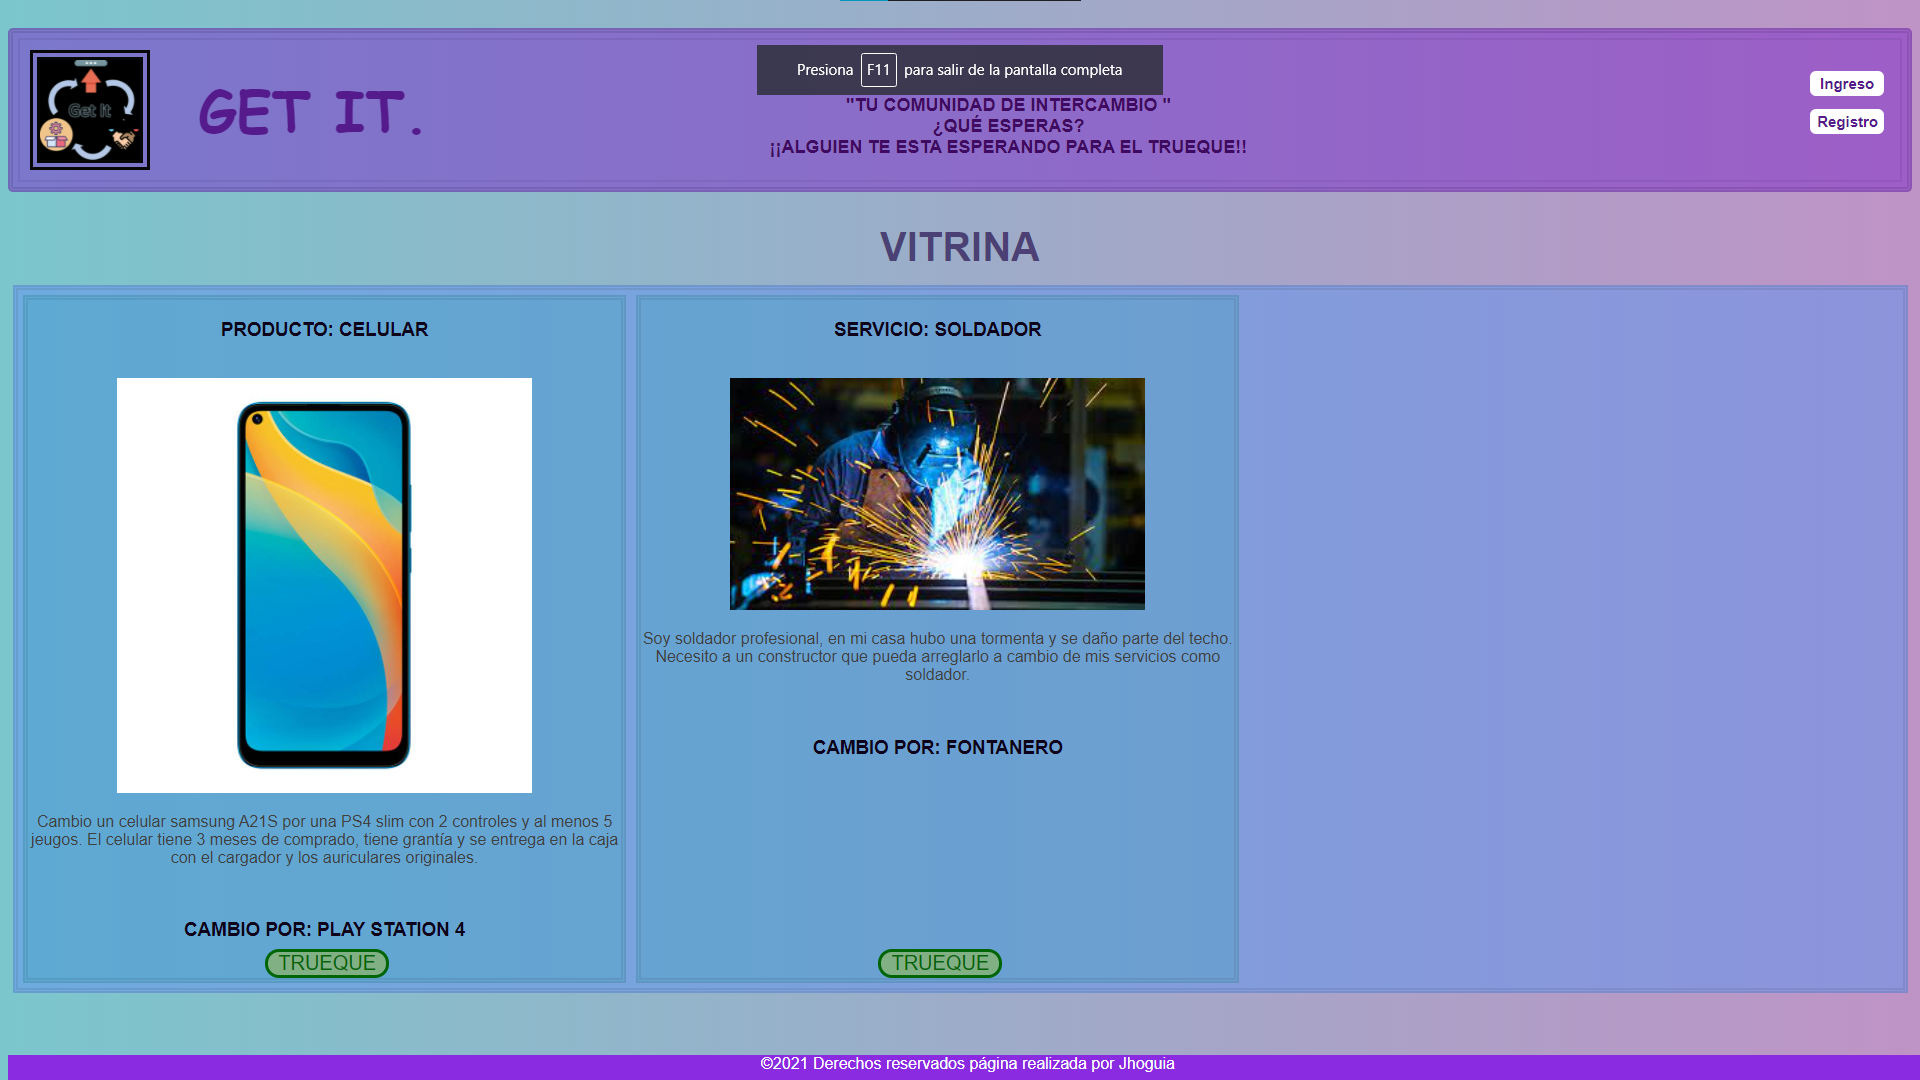 Presiona F11 para salir de la pantalla completa
Get It
GET IT.
"TU COMUNIDAD DE INTERCAMBIO "
¿QUÉ ESPERAS?
¡¡ALGUIEN TE ESTA ESPERANDO PARA EL TRUEQUE!!
Ingreso
Registro
VITRINA
PRODUCTO: CELULAR
Cambio un celular samsung A21S por una PS4 slim con 2 controles y al menos 5
jeugos. El celular tiene 3 meses de comprado, tiene grantía y se entrega en la caja
con el cargador y los auriculares originales.
CAMBIO POR: PLAY STATION 4
TRUEQUE
SERVICIO: SOLDADOR
Soy soldador profesional, en mi casa hubo una tormenta y se daño parte del techo.
Necesito a un constructor que pueda arreglarlo a cambio de mis servicios como
soldador.
CAMBIO POR: FONTANERO
TRUEQUE
©2021 Derechos reservados página realizada por Jhoguia